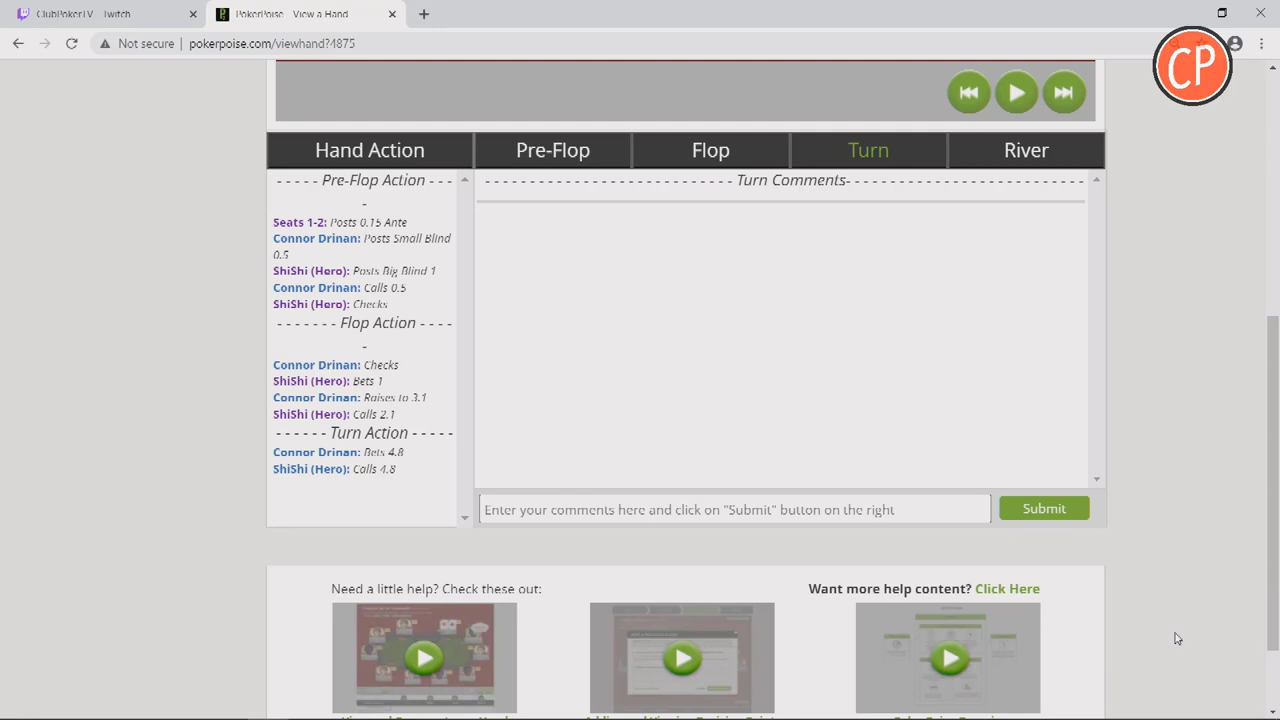 ClubPokerTV - Twitch
PokerPoise - View a Hand
Not secure | pokerpoise.com/viewhand?4875
CP
Hand Action Pre-Flop Flop Turn River
- - - - - Pre-Flop Action - - -
-
Seats 1-2: Posts 0.15 Ante
Connor Drinan: Posts Small Blind
0.5
ShiShi (Hero): Posts Big Blind 1
Connor Drinan: Calls 0.5
ShiShi (Hero): Checks
- - - - - - - Flop Action - - - -
-
Connor Drinan: Checks
ShiShi (Hero): Bets 1
Connor Drinan: Raises to 3.1
ShiShi (Hero): Calls 2.1
- - - - - - Turn Action - - - - -
Connor Drinan: Bets 4.8
ShiShi (Hero): Calls 4.8
- - - - - - - - - - - - - - - - - - - - - - - - - - Turn Comments- - - - - - - - - - - - - - - - - - - - - - - - -
Enter your comments here and click on "Submit" button on the right
Submit
Need a little help? Check these out:
Want more help content? Click Here